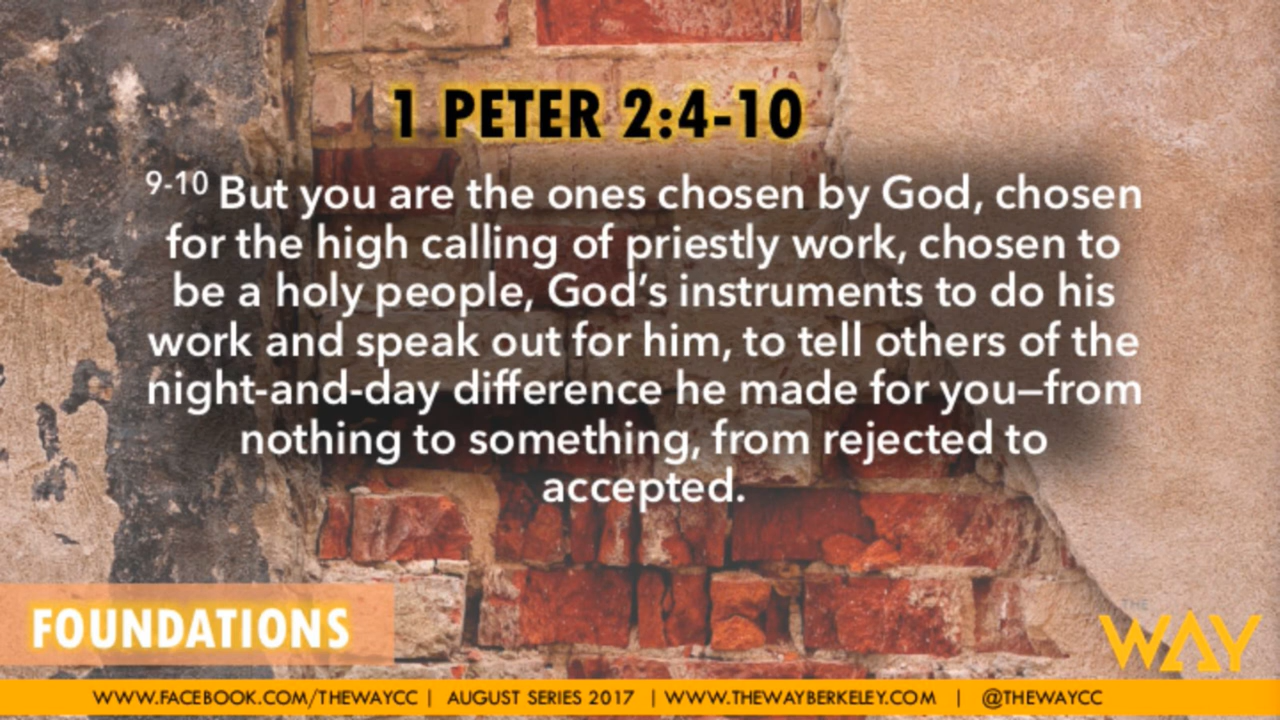 1 PETER 2:4-10
9-10 But you are the ones chosen by God, chosen
for the high calling of priestly work, chosen to
be a holy people, God’s instruments to do his
work and speak out for him, to tell others of the
night-and-day difference he made for you—from
nothing to something, from rejected to
accepted.
FOUNDATIONS
THE
WAY
WWW.FACEBOOK.COM/THEWAYCC | AUGUST SERIES 2017 | WWW.THEWAYBERKELEY.COM | @THEWAYCC